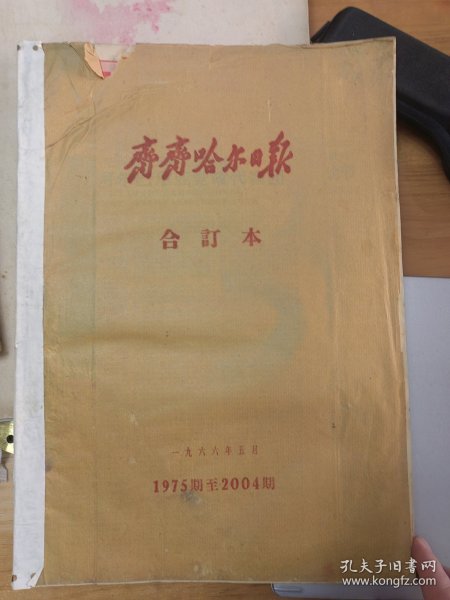 齊齊哈尔日报
合訂本
一九六六年五月
1975期至2004期
孔夫子旧书网
www.kongfz.com